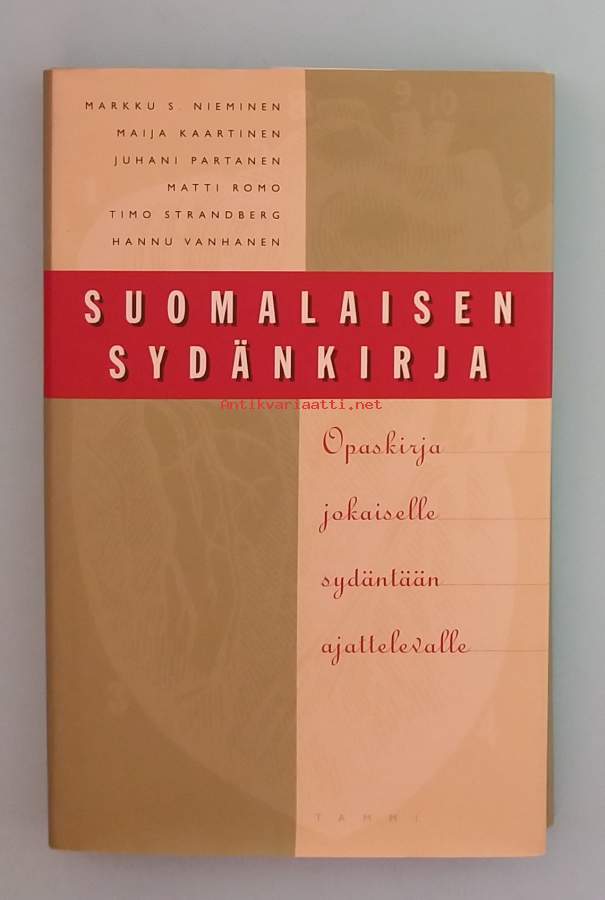 MARKKU S. NIEMINEN
MAIJA KAARTINEN
JUHANI PARTANEN
MATTI ROMO
TIMO STRANDBERG
HANNU VANHANEN
SUOMALAISEN
SYDÄNKIRJA
Antikvariaatti.net
Opaskirja
jokaiselle
sydäntään
ajattelevalle
TAMMI